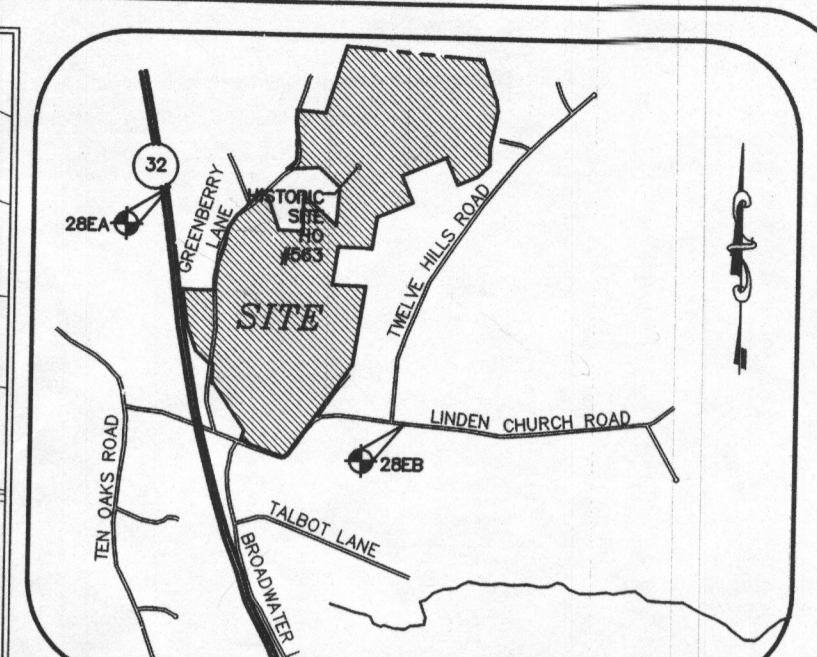 32
28EA
GREENBERRY
LANE
HISTORIC
SITE
HO
#563
SITE
TWELVE HILLS ROAD
LINDEN CHURCH ROAD
28EB
TEN OAKS ROAD
TALBOT LANE
BROADWATER